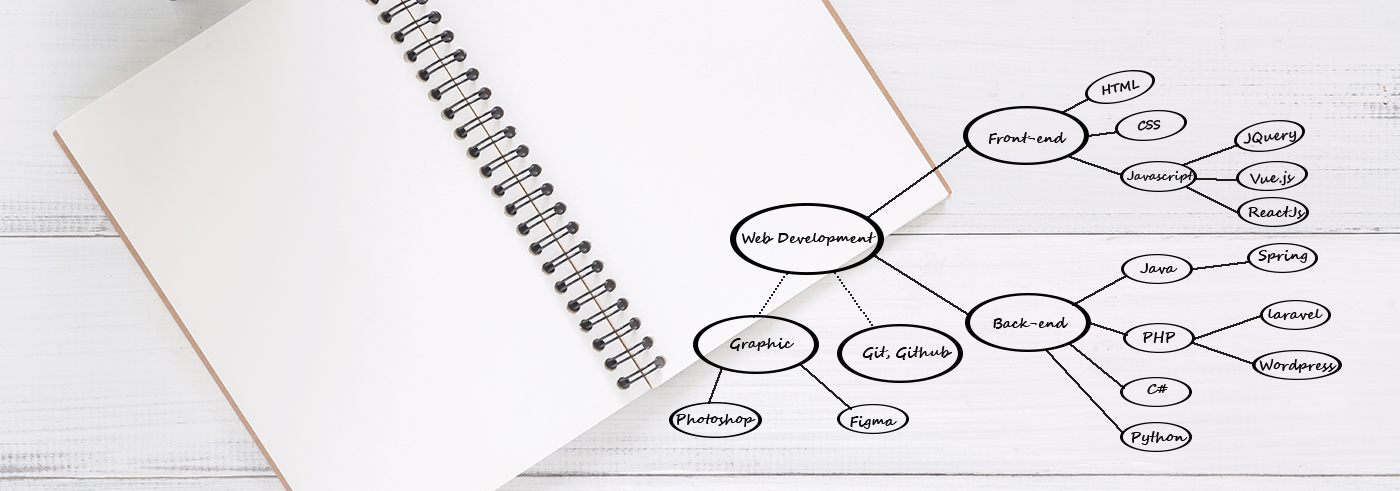 HTML
Front-end
CSS
Javascript
JQuery
Vue.js
ReactJs
Web Development
Back-end
Java
Spring
PHP
laravel
Wordpress
C#
Python
Graphic
Git, Github
Photoshop
Figma